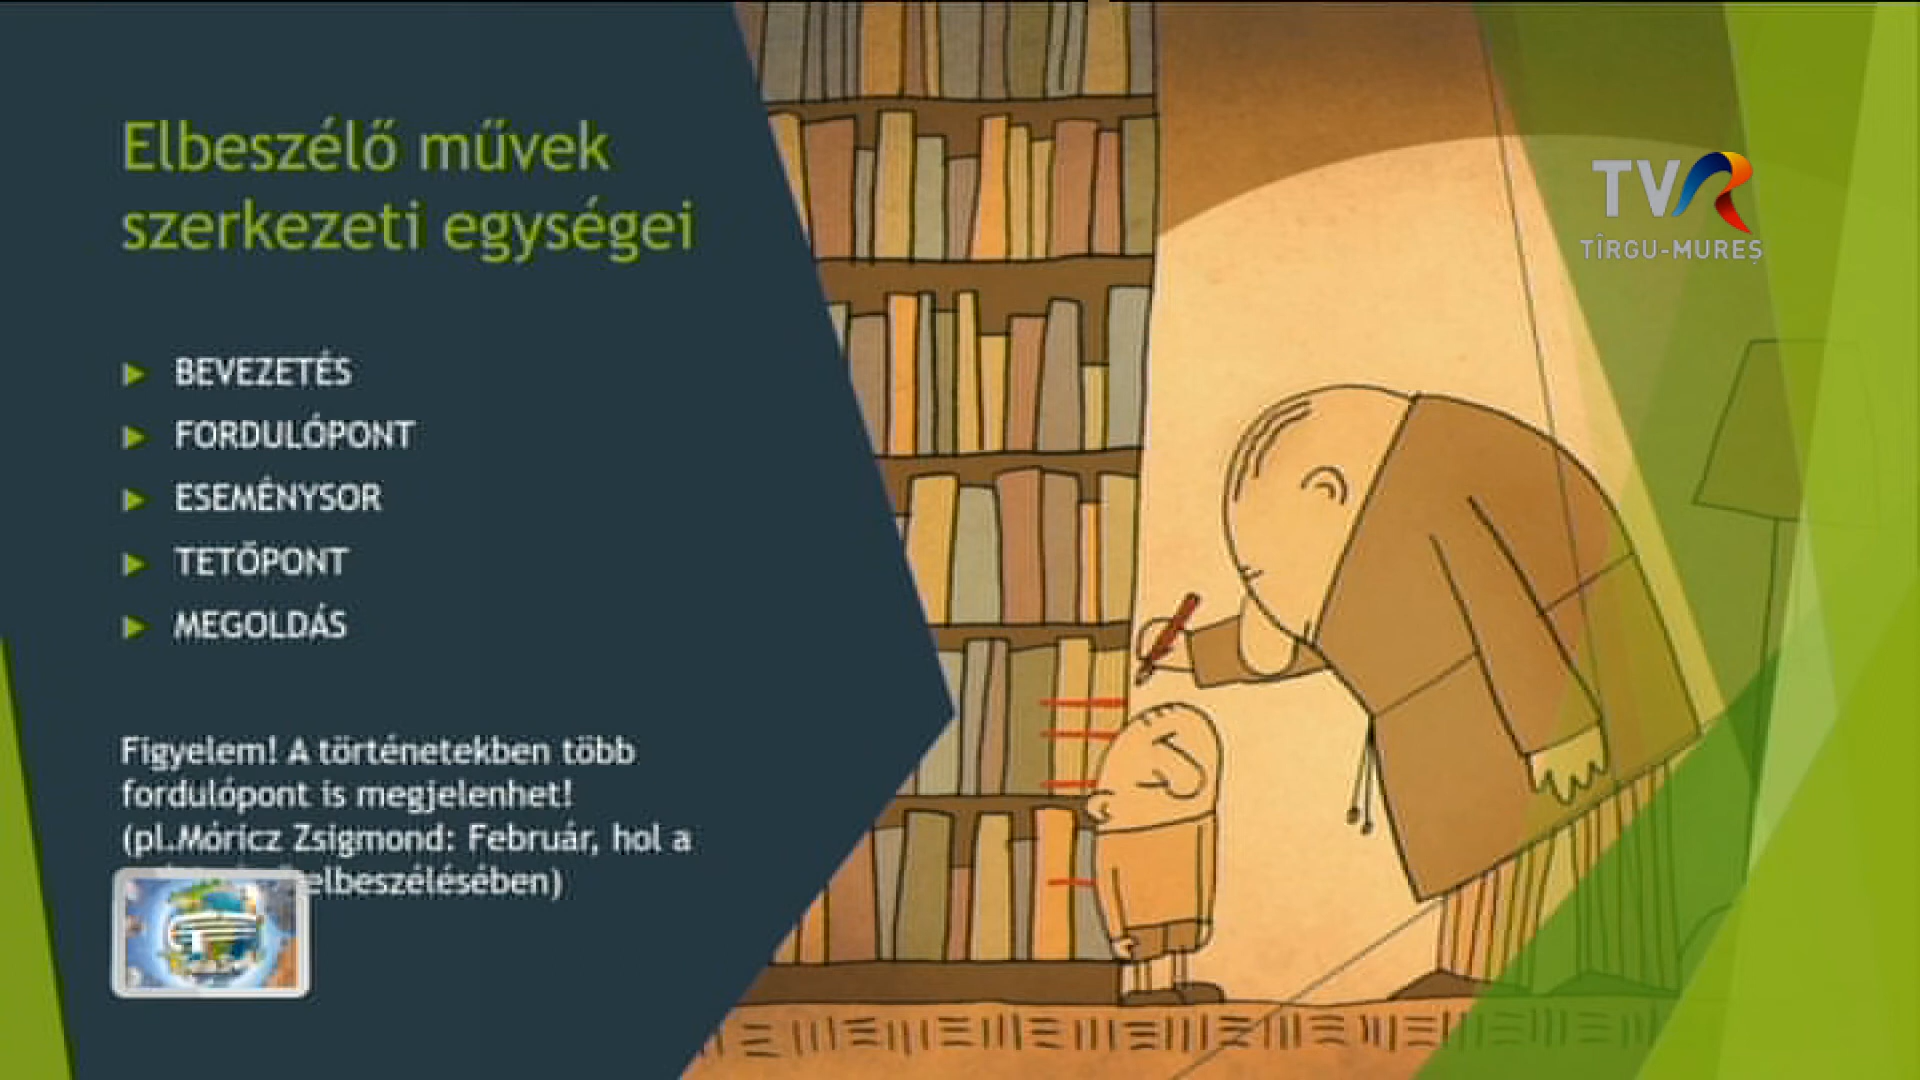 Elbeszélő művek
szerkezeti egységei
TVR
TÎRGU-MUREȘ
BEVEZETÉS
FORDULÓPONT
ESEMÉNYSOR
TETŐPONT
MEGOLDÁS
Figyelem! A történetekben több
fordulópont is megjelenhet!
(pl.Móricz Zsigmond: Február, hol a
elbeszélésében)